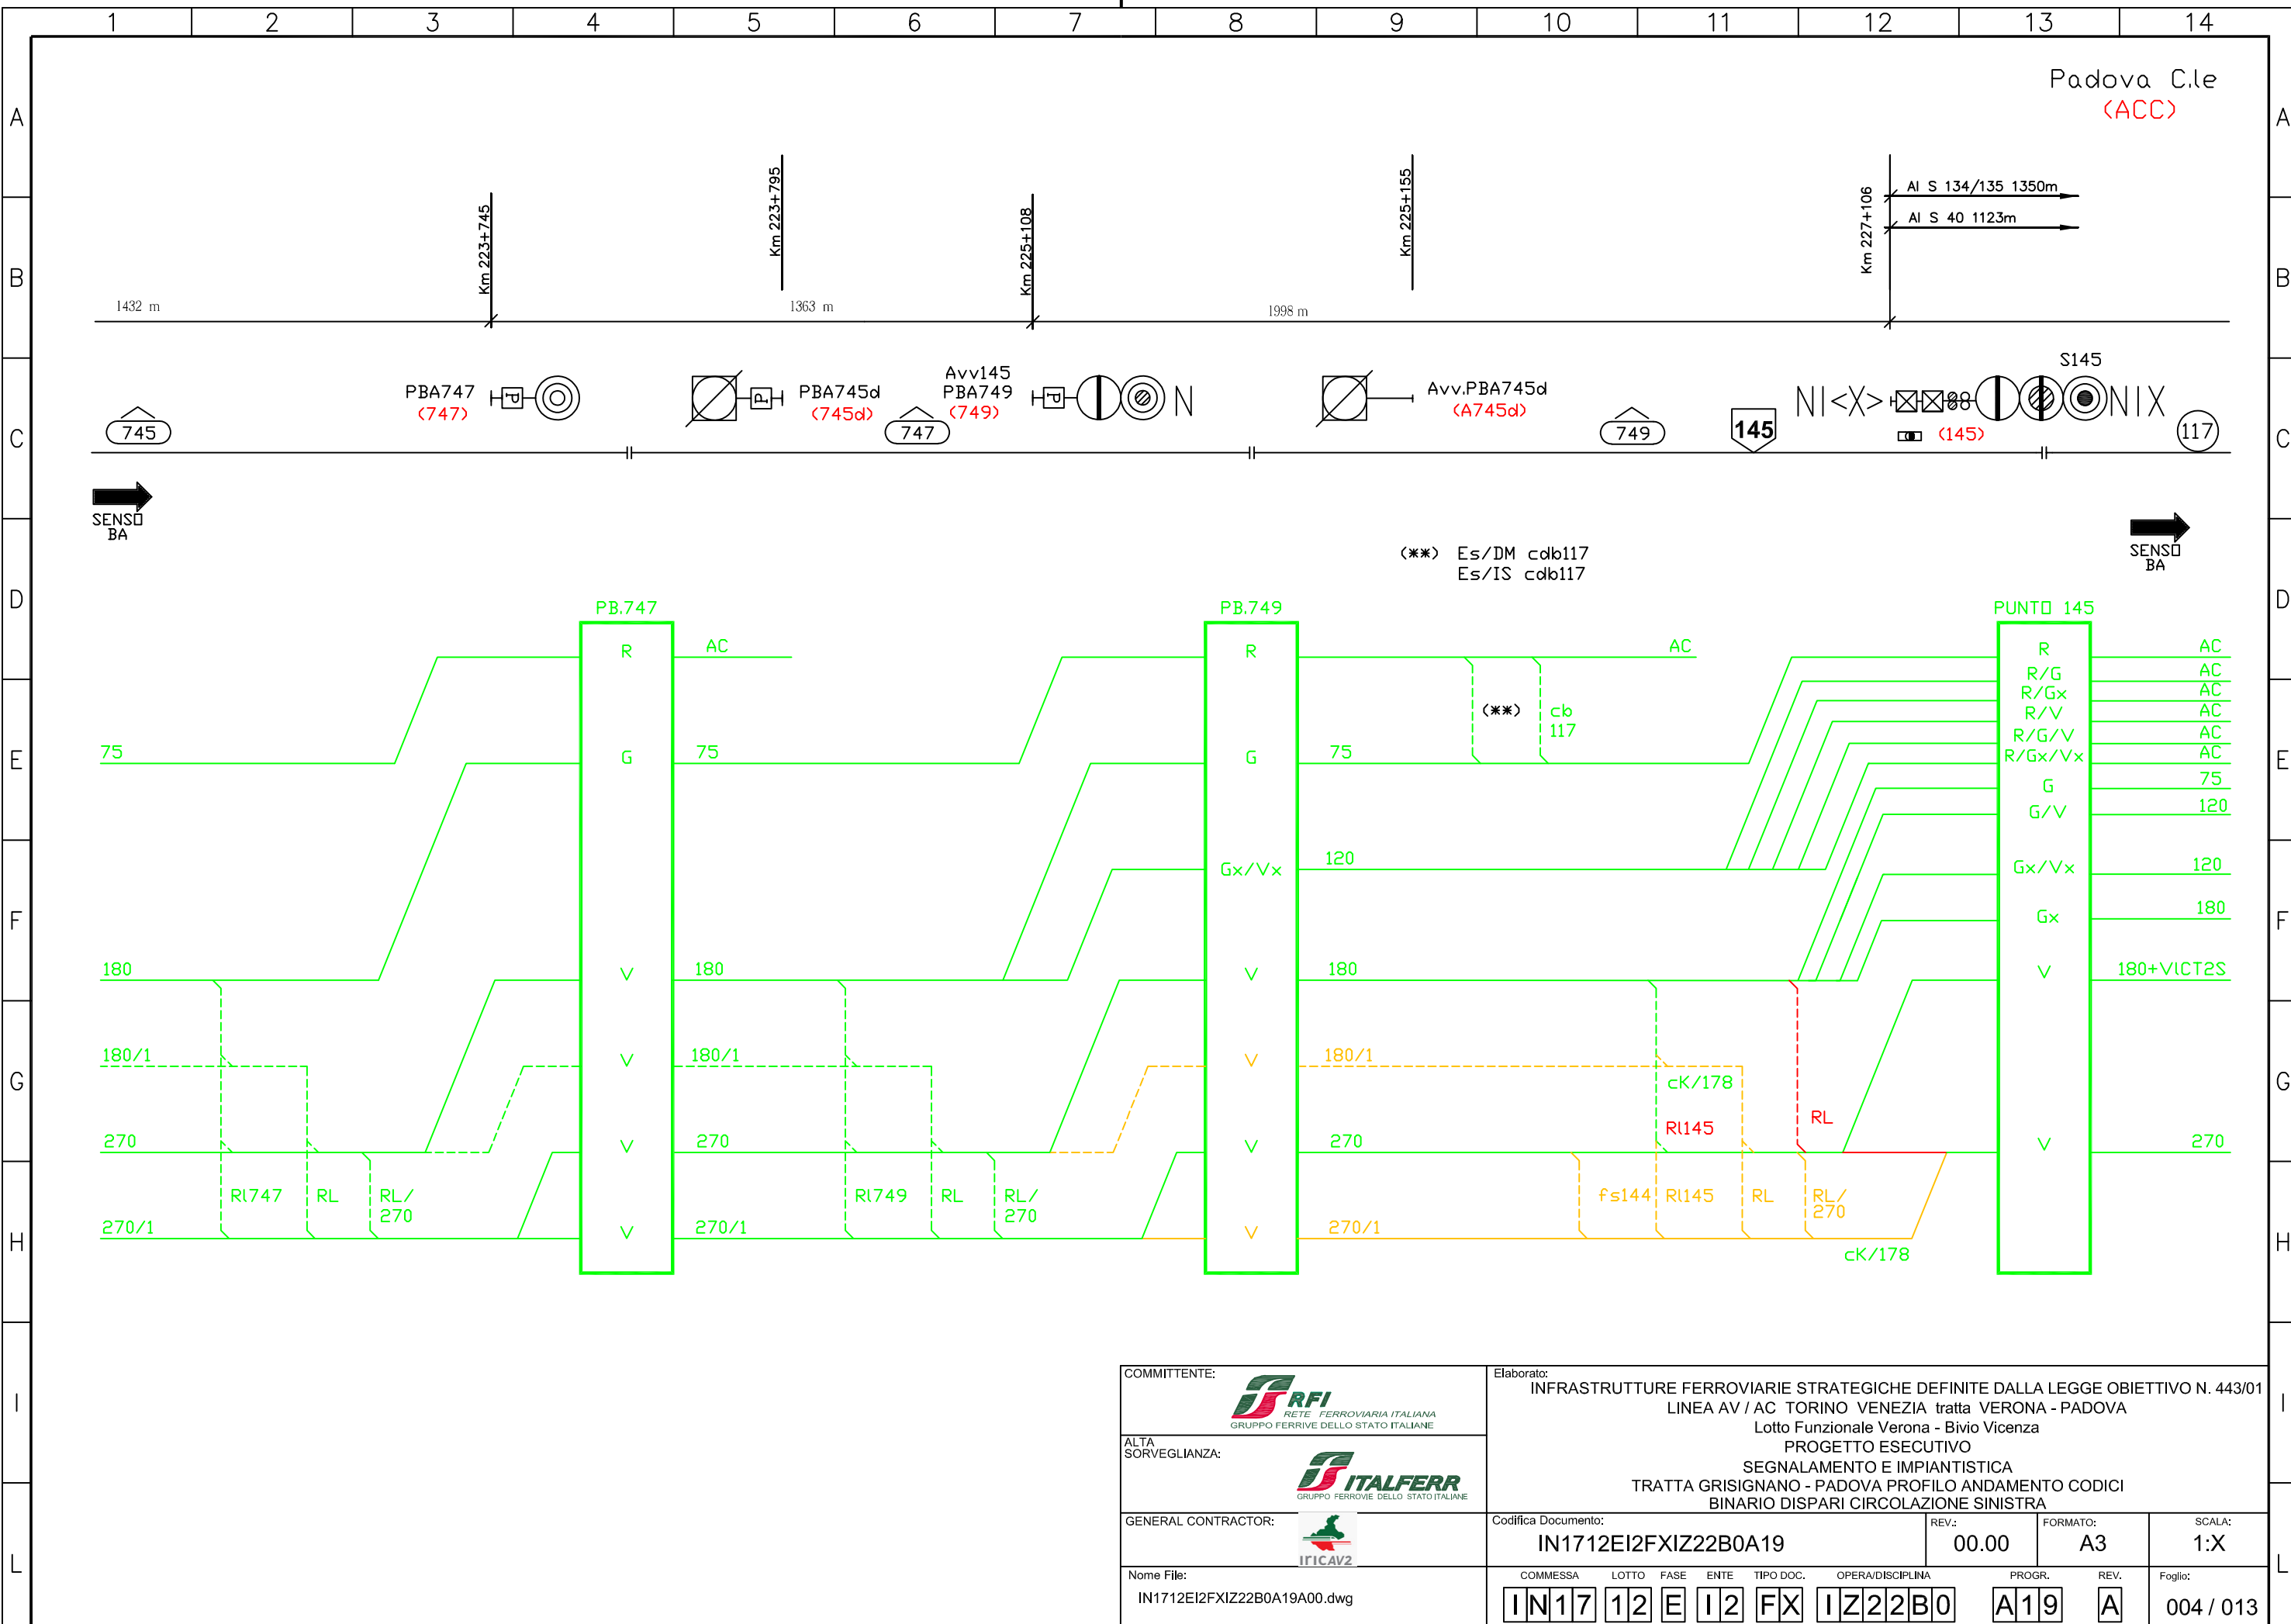 1 2 3 4 5 6 7 8 9 10 11 12 13 14
Padova C.le
(ACC)
A A
Km 223+745
Km 223+795
Km 225+108
Km 225+155
Km 227+106
Al S 134/135 1350m
Al S 40 1123m
B B
1432 m 1363 m 1998 m
PBA747
(747)
PBA745d
(745d)
Avv145
PBA749
(749)
N
Avv.PBA745d
(A745d)
NI<X>
S145
NIX
(145)
745 747 749 145 117
C C
SENSO
BA
SENSO
BA
(**) Es/DM cdb117
Es/IS cdb117
D D
PB.747 PB.749 PUNTO 145
R AC R AC R AC
R/G AC
R/Gx AC
(**) cb
117
R/V AC
R/G/V AC
75 G 75 G 75 R/Gx/Vx AC
E E
G 75
G/V 120
Gx/Vx 120 Gx/Vx 120
F F
Gx 180
180 V 180 V 180 V 180+VlCT2S
180/1 V 180/1 V 180/1
G G
cK/178
Rl145 RL
270 V 270 V 270 V 270
Rl747 RL RL/
270
Rl749 RL RL/
270
fs144 Rl145 RL RL/
270
270/1 V 270/1 V 270/1
H H
cK/178
I I
L L
COMMITTENTE:
RFI
RETE FERROVIARIA ITALIANA
GRUPPO FERRIVE DELLO STATO ITALIANE
ALTA
SORVEGLIANZA:
ITALFERR
GRUPPO FERROVIE DELLO STATO ITALIANE
GENERAL CONTRACTOR:
IricAV2
Nome File:
IN1712EI2FXIZ22B0A19A00.dwg
Elaborato:
INFRASTRUTTURE FERROVIARIE STRATEGICHE DEFINITE DALLA LEGGE OBIETTIVO N. 443/01
LINEA AV / AC TORINO VENEZIA tratta VERONA - PADOVA
Lotto Funzionale Verona - Bivio Vicenza
PROGETTO ESECUTIVO
SEGNALAMENTO E IMPIANTISTICA
TRATTA GRISIGNANO - PADOVA PROFILO ANDAMENTO CODICI
BINARIO DISPARI CIRCOLAZIONE SINISTRA
Codifica Documento:
IN1712EI2FXIZ22B0A19
REV.:
00.00
FORMATO:
A3
SCALA:
1:X
COMMESSA LOTTO FASE ENTE TIPO DOC. OPERA/DISCIPLINA PROGR. REV.
IN17 12 E I2 FX IZ22B0 A19 A
Foglio:
004 / 013